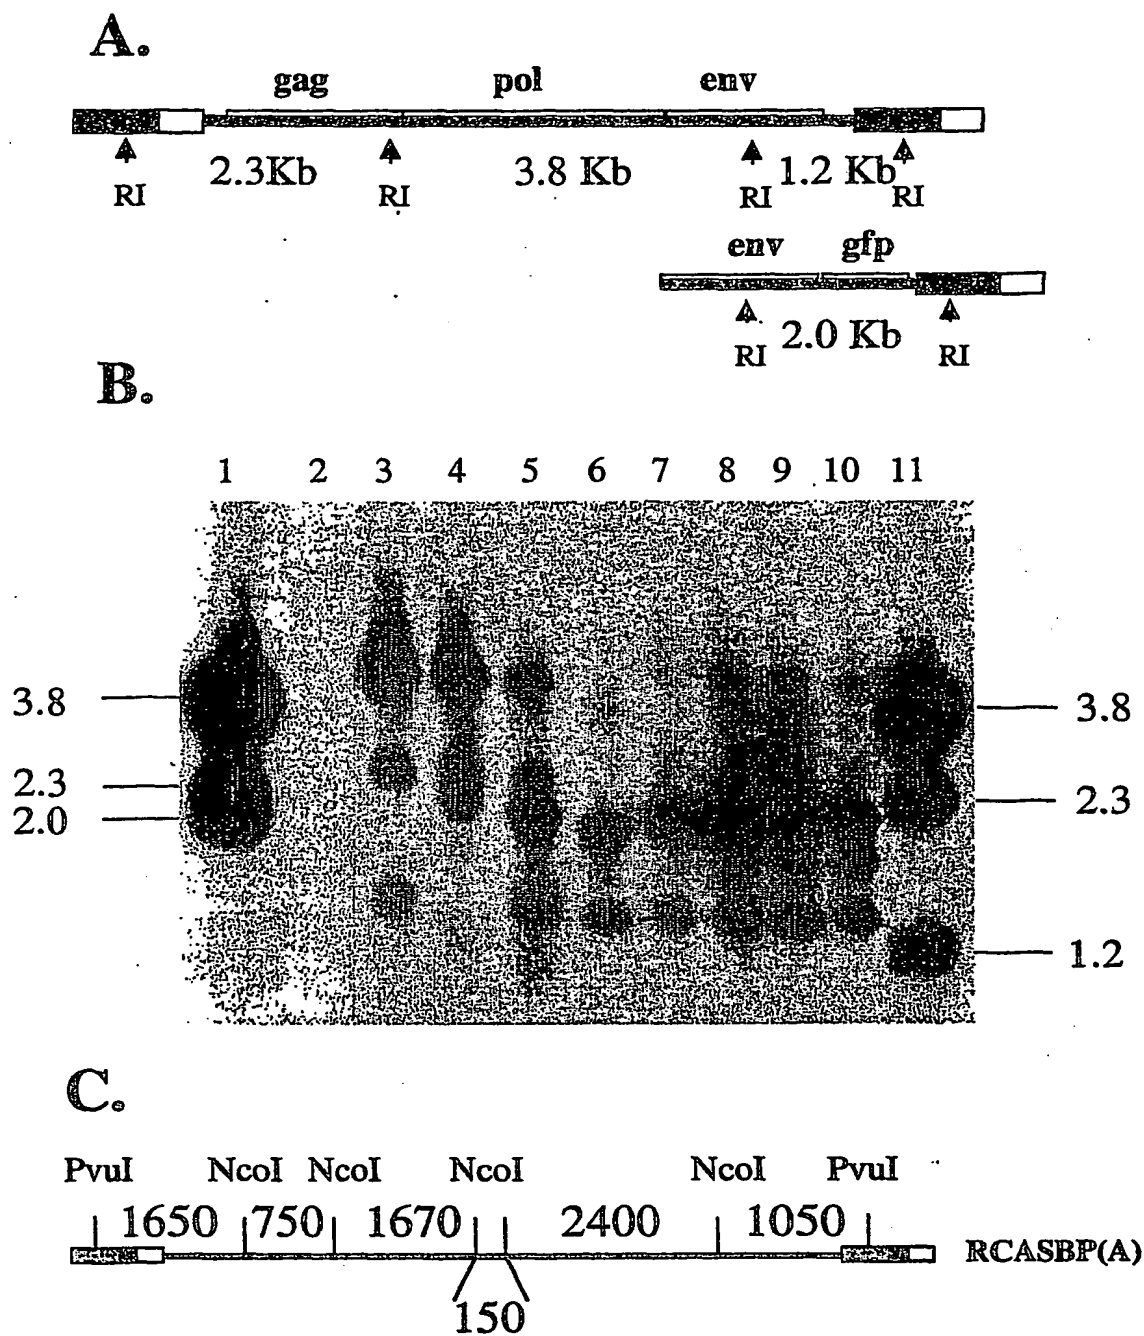 A.
gag pol env
2.3Kb 3.8 Kb 1.2 Kb
RI RI RI RI
env gfp
2.0 Kb
RI RI
B.
1 2 3 4 5 6 7 8 9 10 11
3.8 3.8
2.3 2.3
2.0
1.2
C.
PvuI NcoI NcoI NcoI NcoI PvuI
1650 750 1670 2400 1050
RCASBP(A)
150